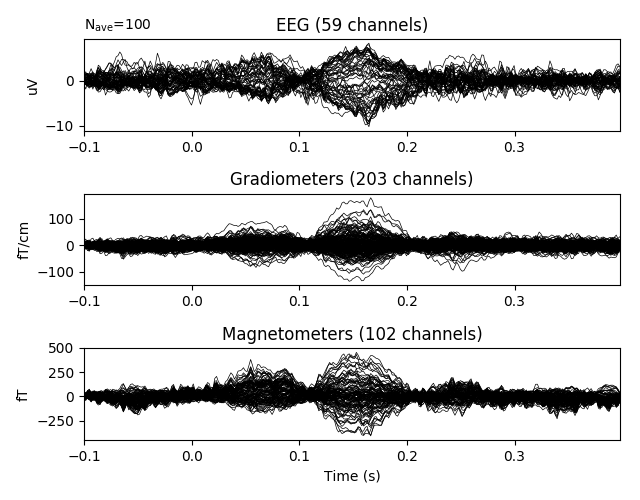 N_ave=100
EEG (59 channels)
uV
0
−10
−0.1 0.0 0.1 0.2 0.3
Gradiometers (203 channels)
fT/cm
100
0
−100
−0.1 0.0 0.1 0.2 0.3
Magnetometers (102 channels)
fT
500
250
0
−250
−0.1 0.0 0.1 0.2 0.3
Time (s)